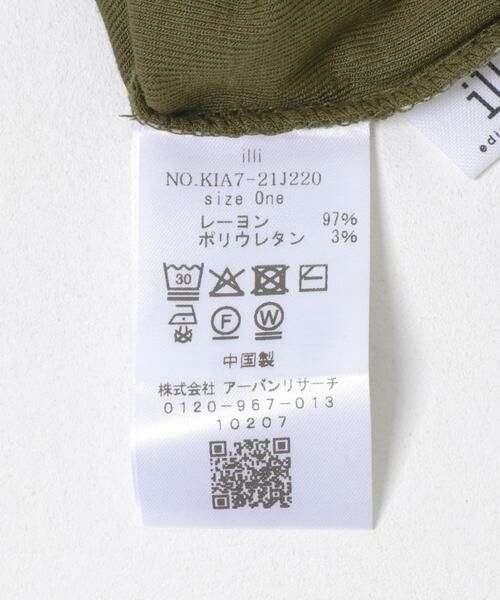 illi
NO.KIA7-21J220
size One
レーヨン 97%
ポリウレタン 3%
30
F W
中国製
株式会社 アーバンリサーチ
0120-967-013
10207